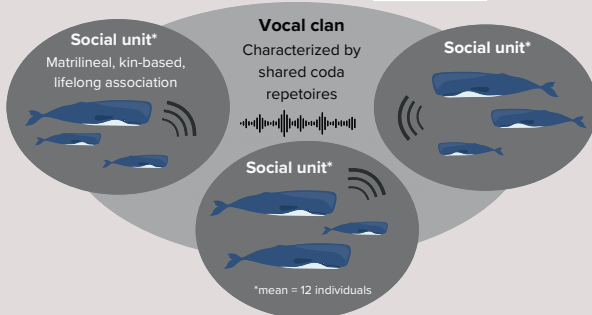 Vocal clan
Characterized by
shared coda
repetoires
Social unit*
Matrilineal, kin-based,
lifelong association
Social unit*
Social unit*
*mean = 12 individuals